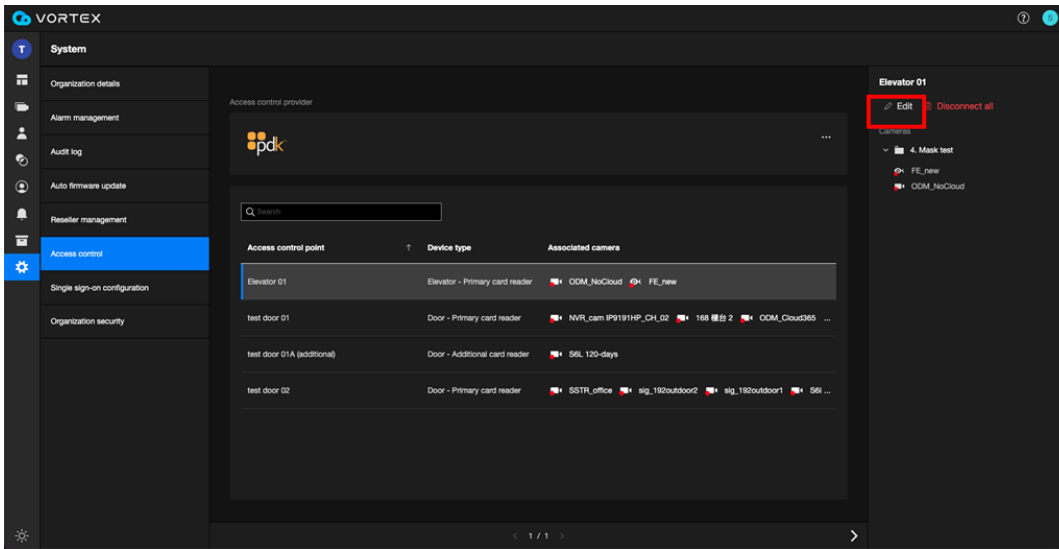 VORTEX
S
T
System
Organization details
Alarm management
Audit log
Auto firmware update
Reseller management
Access control
Single sign-on configuration
Organization security
Access control provider
pdk
...
Search
Access control point ↑ Device type Associated camera
Elevator 01 Elevator - Primary card reader ODM_NoCloud FE_new
test door 01 Door - Primary card reader NVR_cam IP9191HP_CH_02 168 櫃台 2 ODM_Cloud365 ...
test door 01A (additional) Door - Additional card reader S6L 120-days
test door 02 Door - Primary card reader SSTR_office sig_192outdoor2 sig_192outdoor1 S6l ...
< 1 / 1 >
Elevator 01
Edit Disconnect all
Cameras
4. Mask test
FE_new
ODM_NoCloud